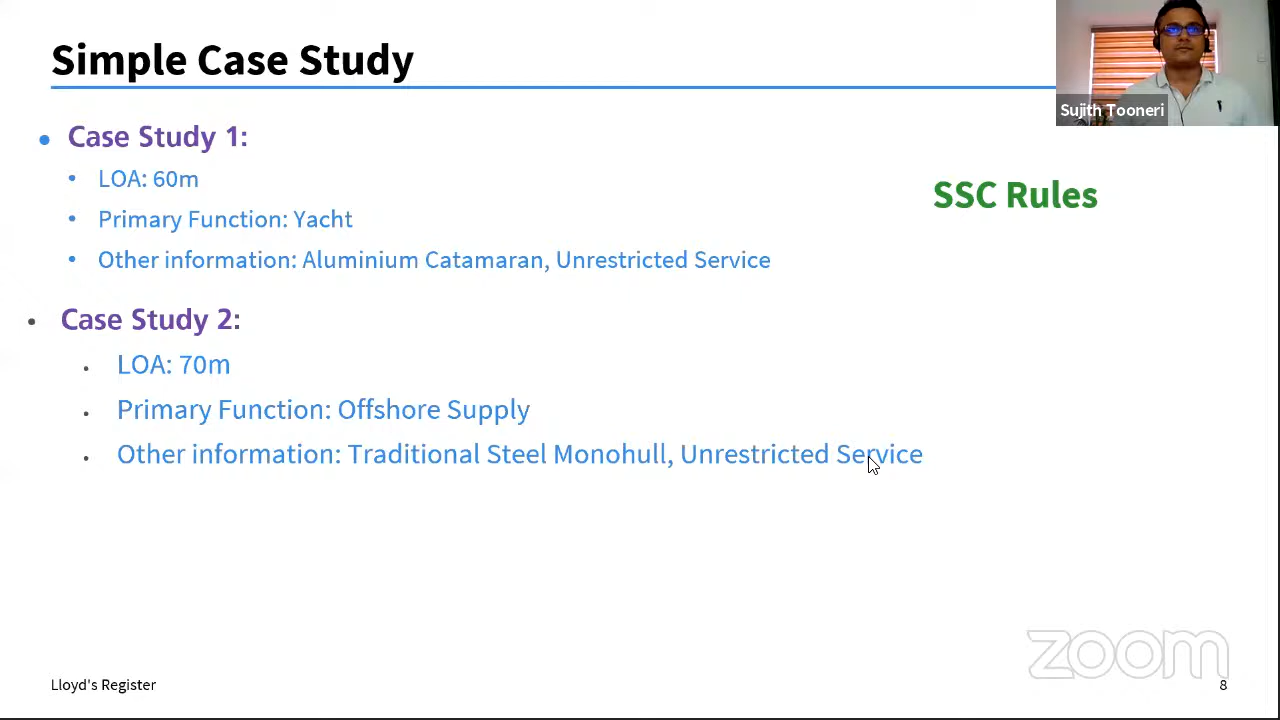 Simple Case Study
Sujith Tooneri
Case Study 1:
LOA: 60m
SSC Rules
Primary Function: Yacht
Other information: Aluminium Catamaran, Unrestricted Service
Case Study 2:
LOA: 70m
Primary Function: Offshore Supply
Other information: Traditional Steel Monohull, Unrestricted Service
zoom
Lloyd's Register
8